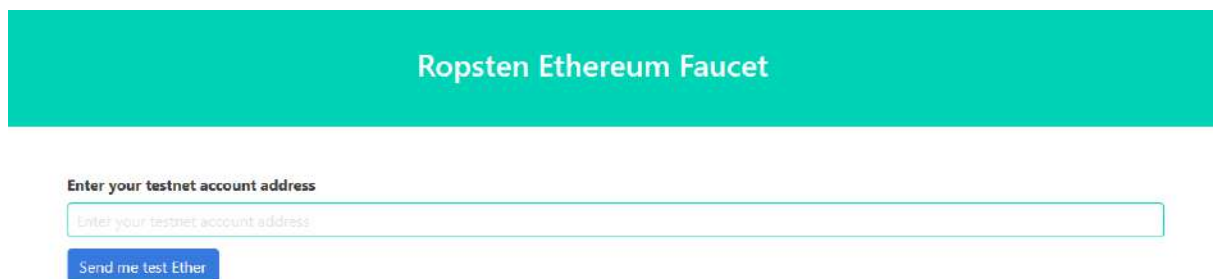 Ropsten Ethereum Faucet
Enter your testnet account address
Enter your testnet account address
Send me test Ether